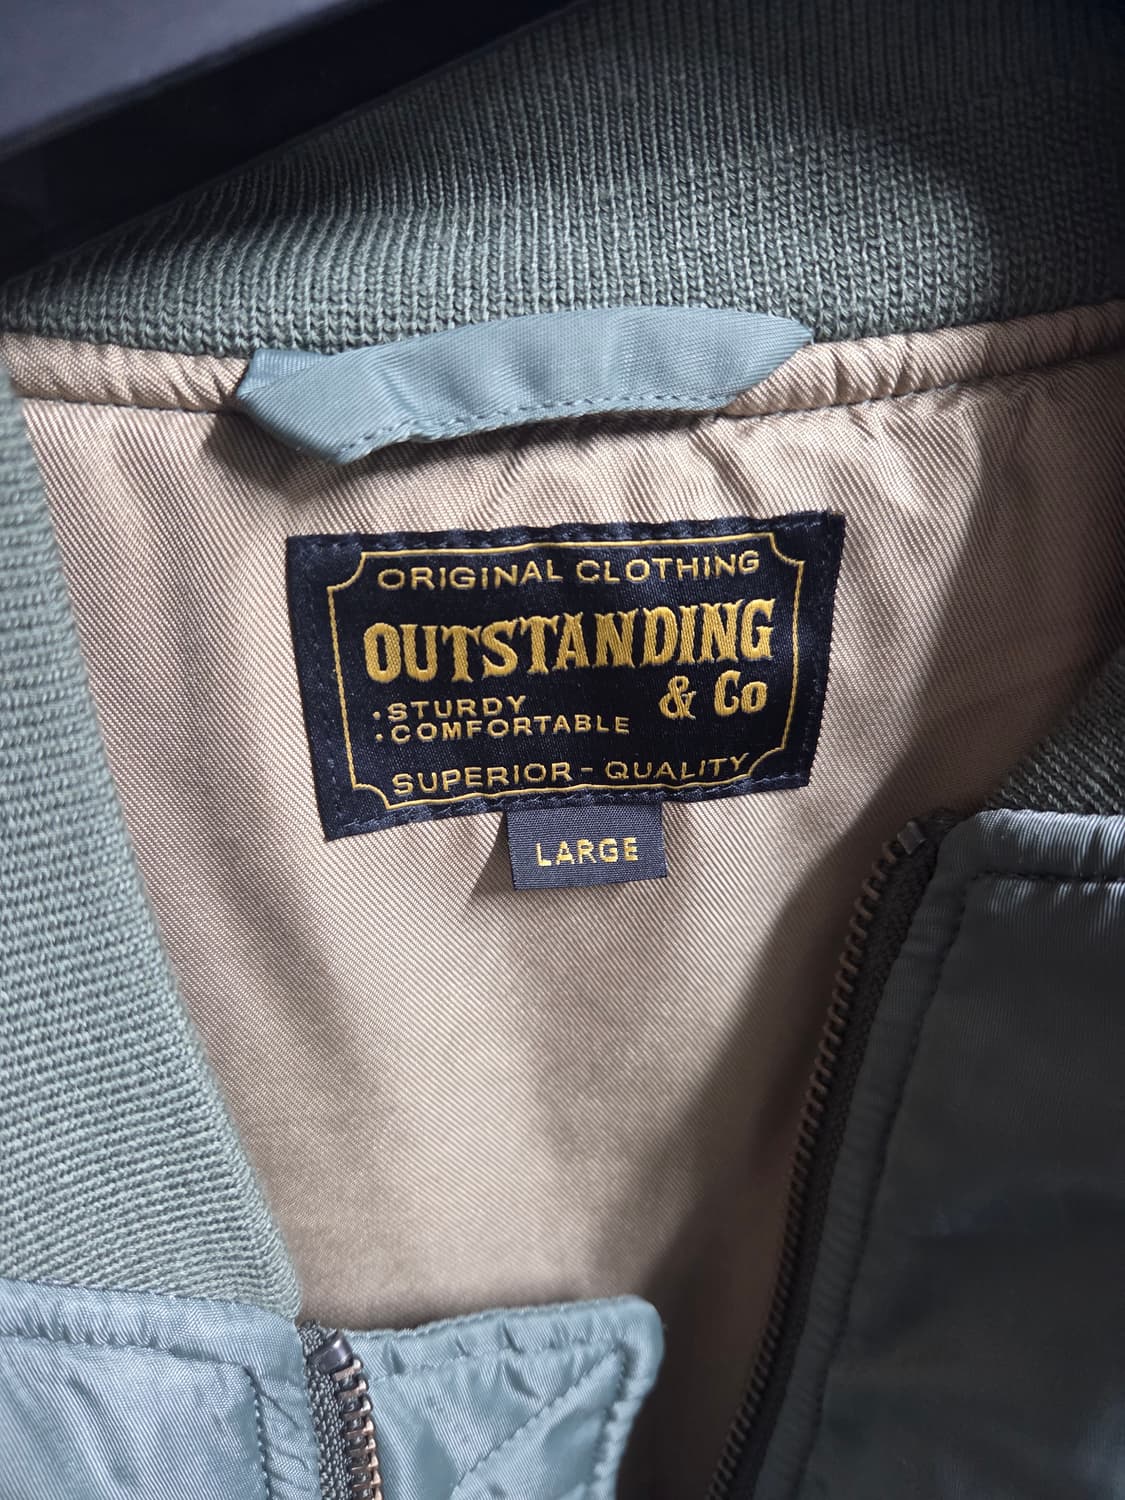 ORIGINAL CLOTHING
OUTSTANDING
& Co
·STURDY
·COMFORTABLE
SUPERIOR-QUALITY
LARGE